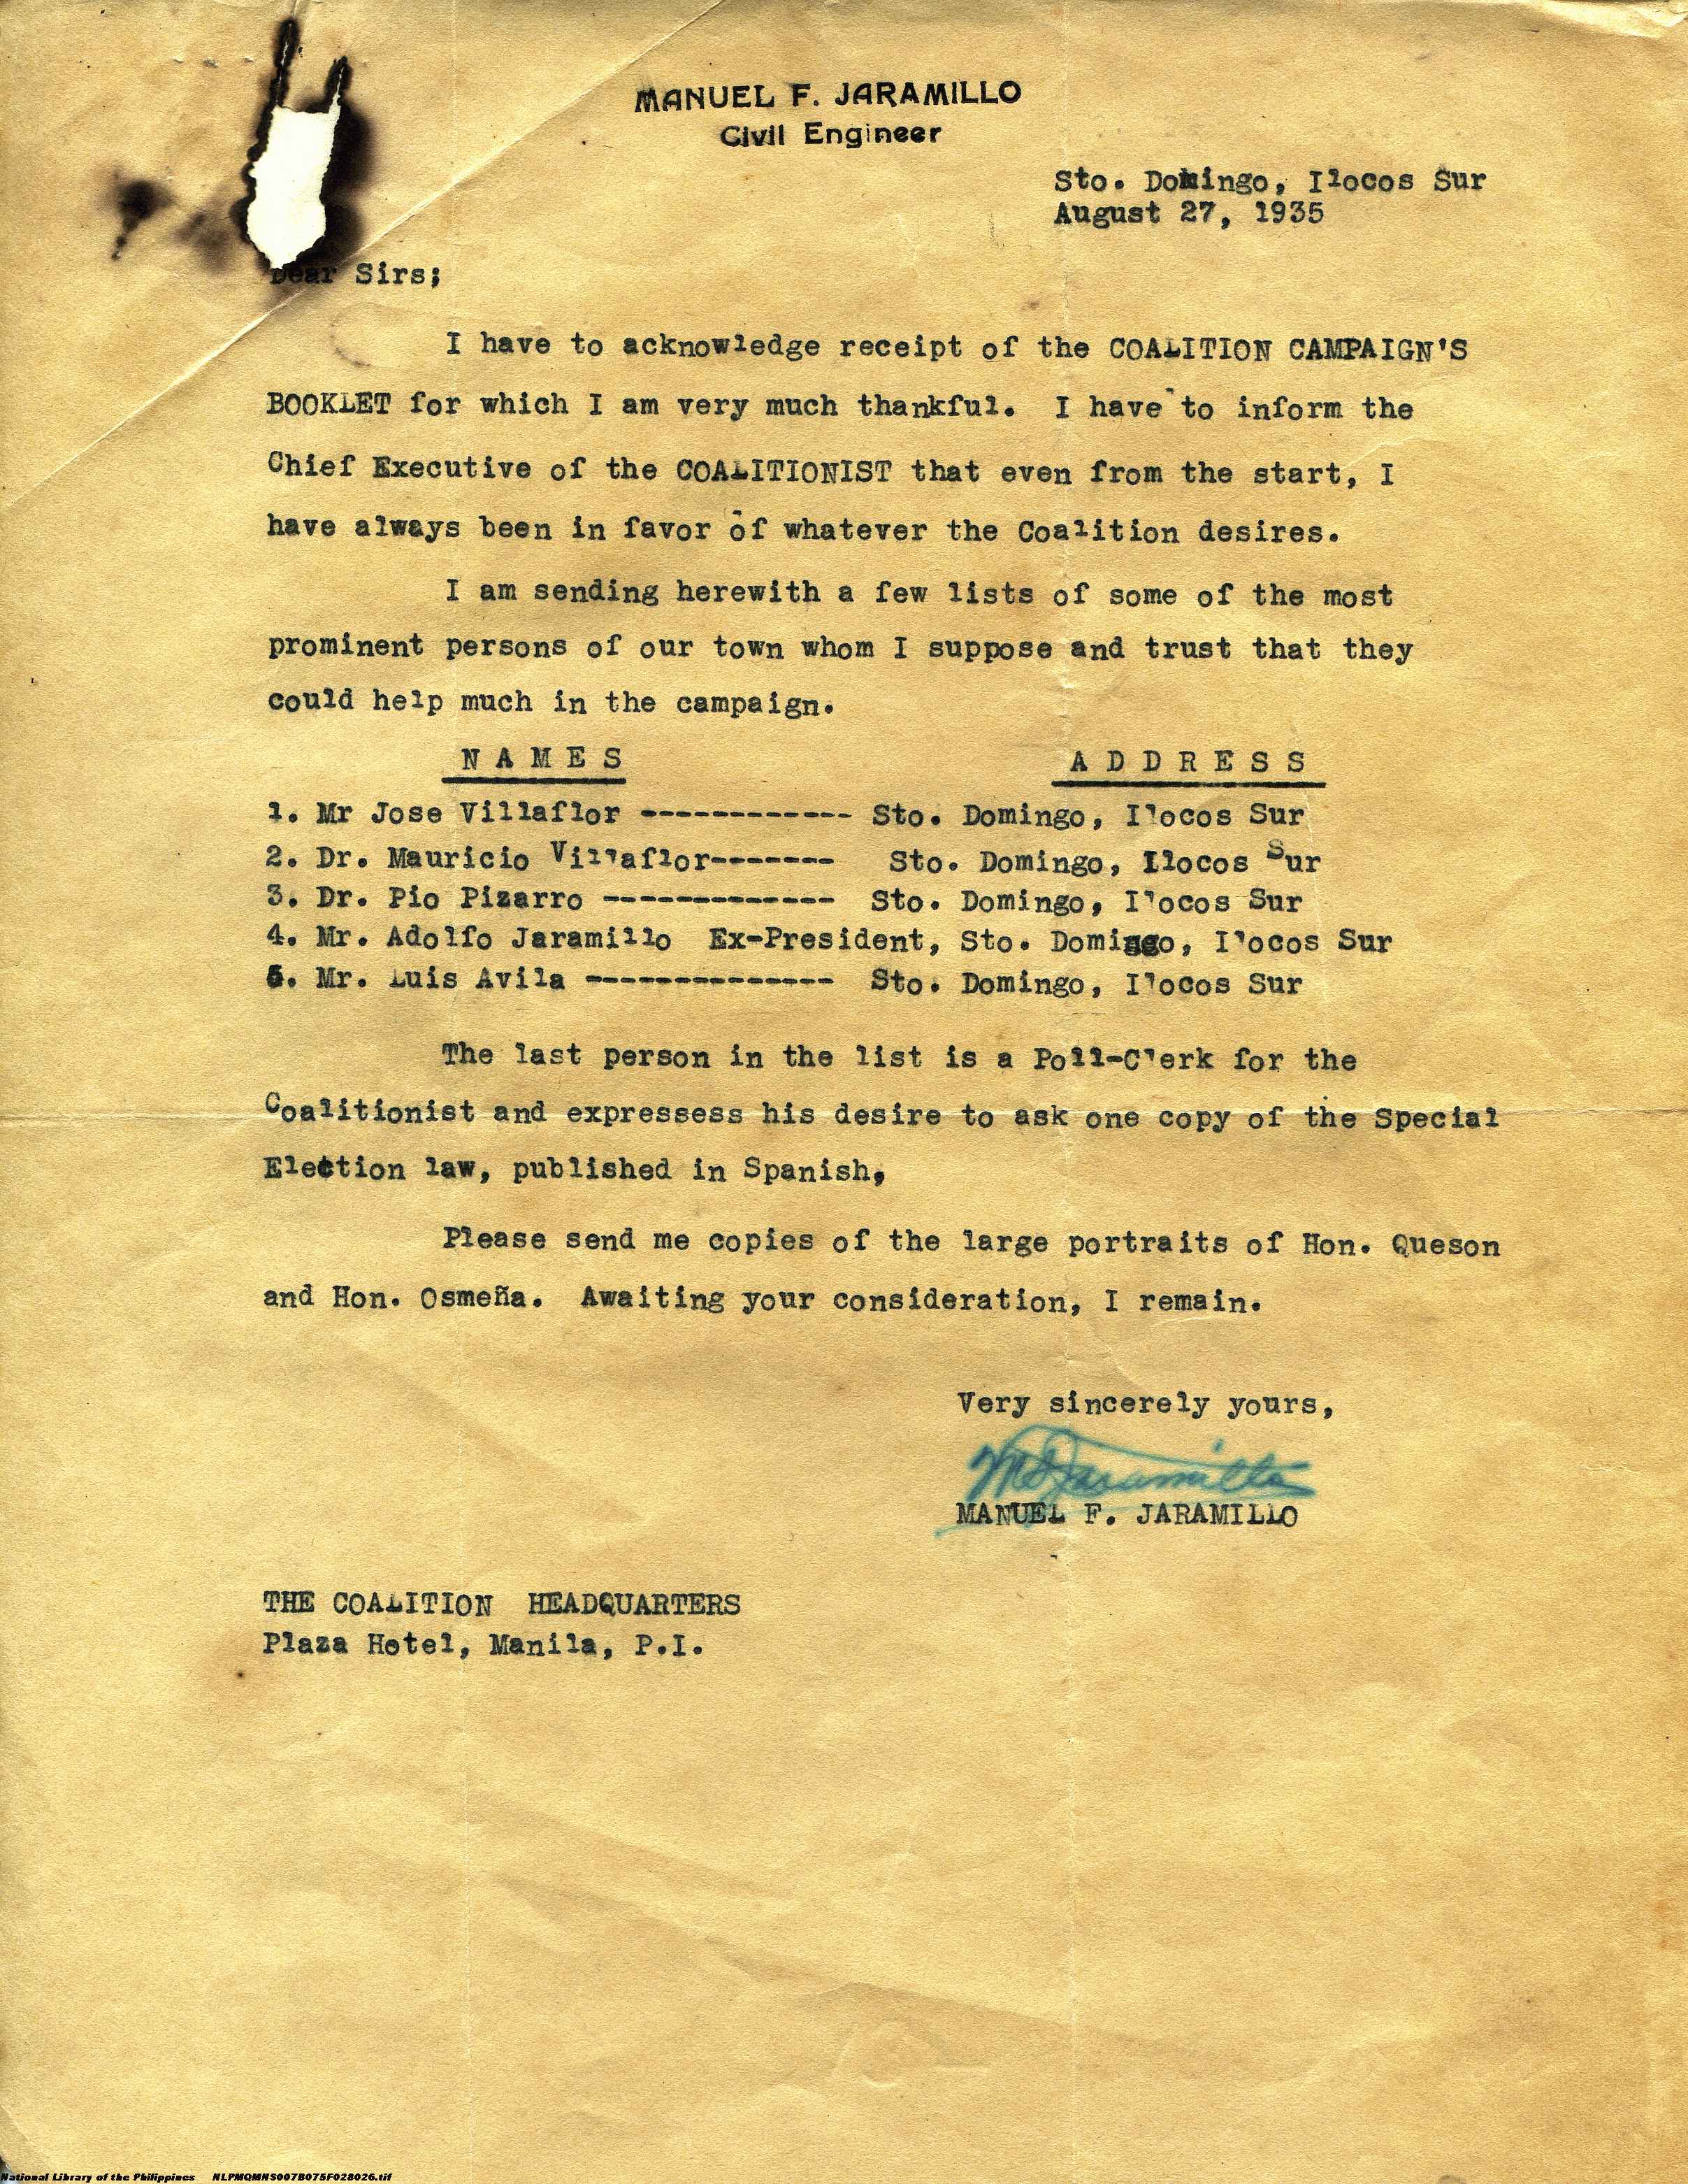 MANUEL F. JARAMILLO
Civil Engineer
Sto. Domingo, Ilocos Sur
August 27, 1935
Dear Sirs;
I have to acknowledge receipt of the COALITION CAMPAIGN'S
BOOKLET for which I am very much thankful. I have to inform the
Chief Executive of the COALITIONIST that even from the start, I
have always been in favor of whatever the Coalition desires.
I am sending herewith a few lists of some of the most
prominent persons of our town whom I suppose and trust that they
could help much in the campaign.
N A M E S A D D R E S S
1. Mr Jose Villaflor ------------ Sto. Domingo, Ilocos Sur
2. Dr. Mauricio Villaflor------- Sto. Domingo, Ilocos Sur
3. Dr. Pio Pizarro ------------- Sto. Domingo, Ilocos Sur
4. Mr. Adolfo Jaramillo Ex-President, Sto. Domingo, Ilocos Sur
5. Mr. Luis Avila -------------- Sto. Domingo, Ilocos Sur
The last person in the list is a Poll-Clerk for the
Coalitionist and expressess his desire to ask one copy of the Special
Election law, published in Spanish,
Please send me copies of the large portraits of Hon. Queson
and Hon. Osmeña. Awaiting your consideration, I remain.
Very sincerely yours,
MFJaramillo
MANUEL F. JARAMILLO
THE COALITION HEADQUARTERS
Plaza Hotel, Manila, P.I.
National Library of the Philippines NLPMQMNS007B075F028026.tif